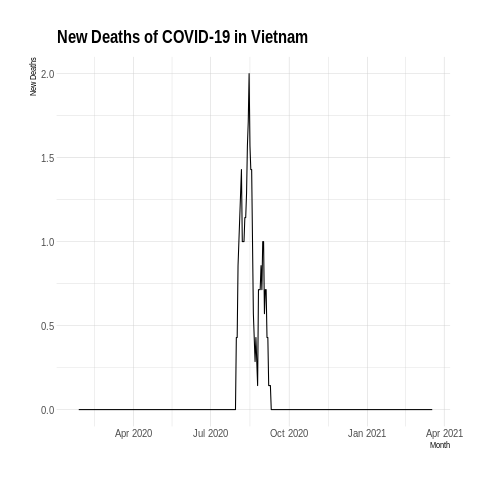 New Deaths of COVID-19 in Vietnam
New Deaths
2.0
1.5
1.0
0.5
0.0
Apr 2020 Jul 2020 Oct 2020 Jan 2021 Apr 2021
Month